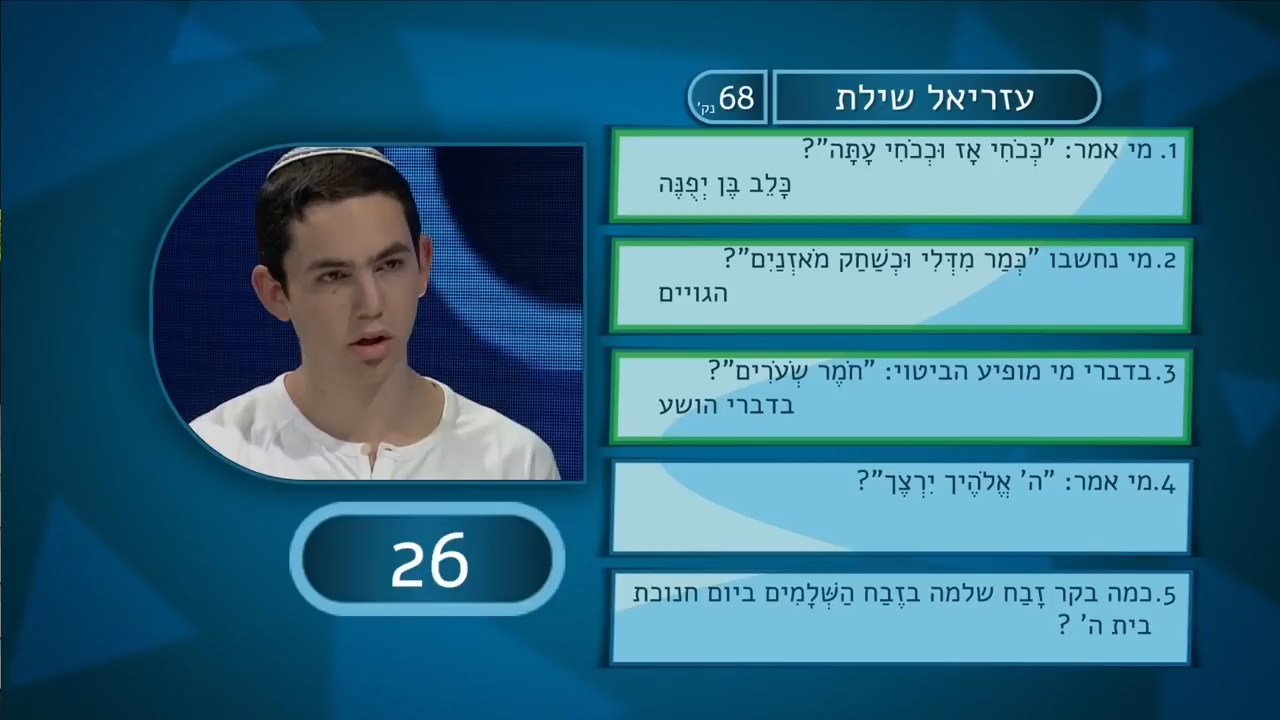 עזריאל שילת
68 נק'
1. מי אמר: "כְּכֹחִי אָז וּכְכֹחִי עָתָּה"?
כָּלֵב בֶּן יְפֻנֶּה
2.מי נחשבו "כְּמַר מִדְּלִי וּכְשַׁחַק מֹאזְנַיִם"?
הגויים
3.בדברי מי מופיע הביטוי: "חֹמֶר שְׂעֹרִים"?
בדברי הושע
4.מי אמר: "ה' אֱלֹהֶיךָ יִרְצֶךָ"?
5.כמה בקר זָבַח שלמה בזֶבַח הַשְּׁלָמִים ביום חנוכת
בית ה' ?
26